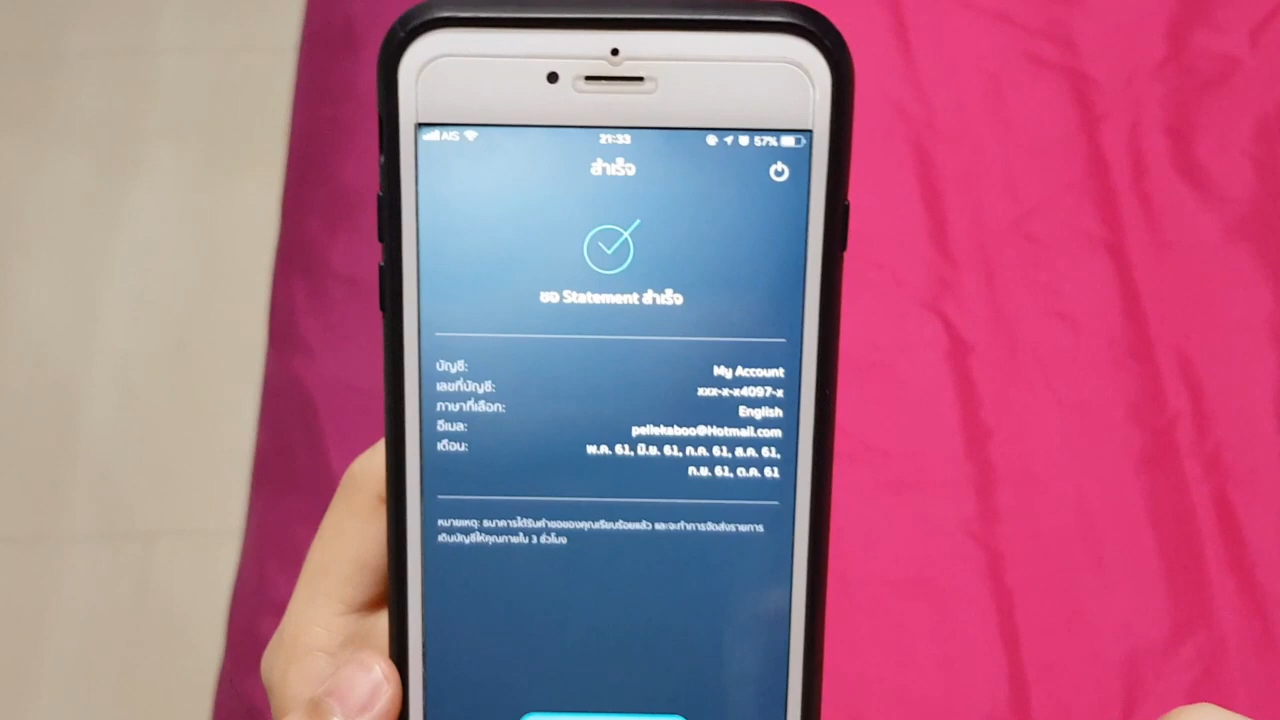 AIS 21:33 57%
สำเร็จ
ขอ Statement สำเร็จ
บัญชี: My Account
เลขที่บัญชี: xxx-x-x4097-x
ภาษาที่เลือก: English
อีเมล: pellekaboo@Hotmail.com
เดือน: พ.ค. 61, มิ.ย. 61, ก.ค. 61, ส.ค. 61,
ก.ย. 61, ต.ค. 61
หมายเหตุ: ธนาคารได้รับคำขอของคุณเรียบร้อยแล้ว และจะทำการจัดส่งรายการ
เดินบัญชีให้คุณภายใน 3 ชั่วโมง